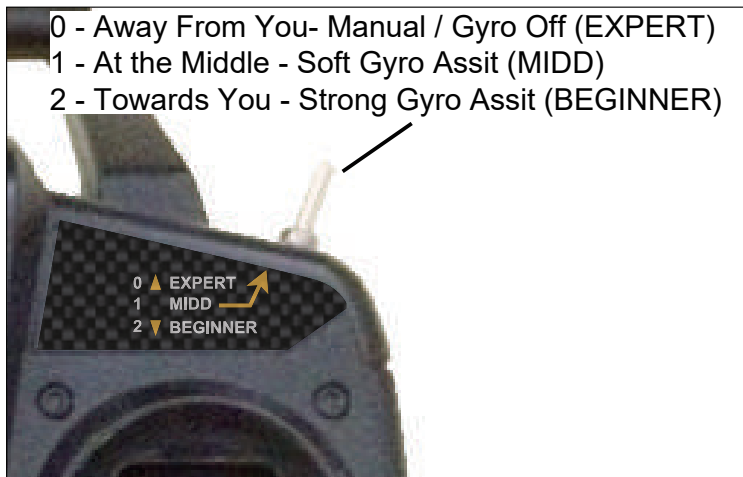 0 - Away From You- Manual / Gyro Off (EXPERT)
1 - At the Middle - Soft Gyro Assit (MIDD)
2 - Towards You - Strong Gyro Assit (BEGINNER)
0 ▲ EXPERT
1 MIDD
2 ▼ BEGINNER